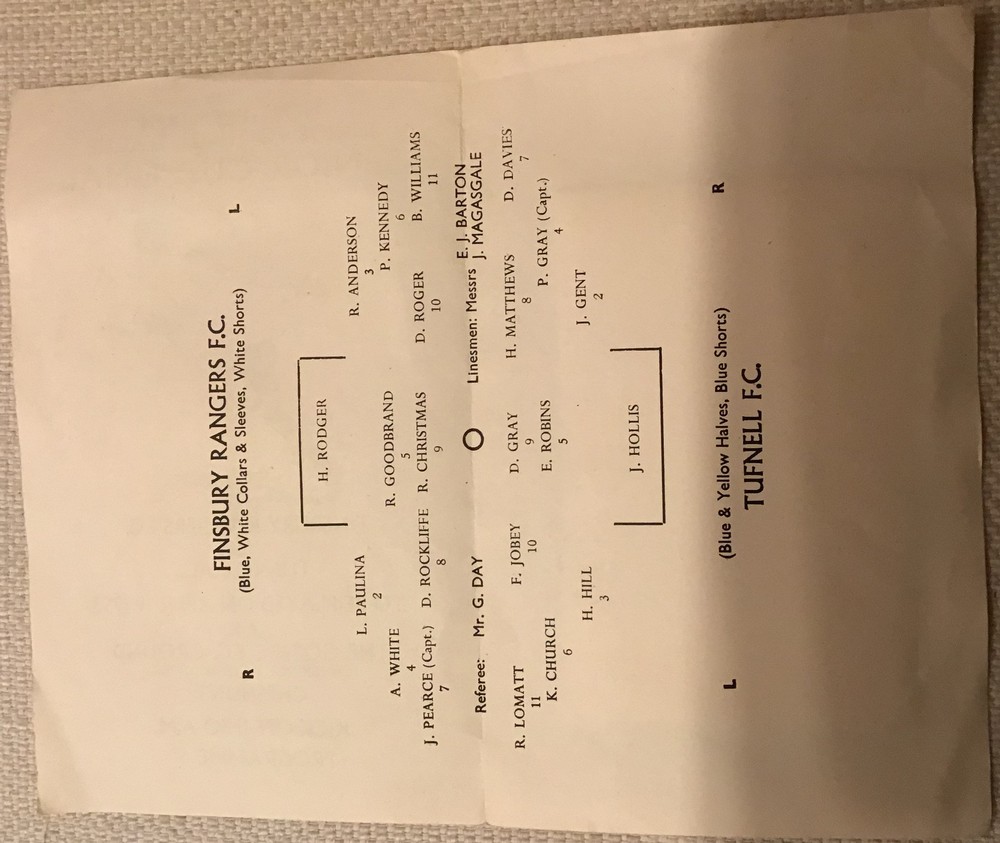 FINSBURY RANGERS F.C.
R (Blue, White Collars & Sleeves, White Shorts) L
H. RODGER
L. PAULINA R. ANDERSON
2 3
A. WHITE R. GOODBRAND P. KENNEDY
4 5 6
J. PEARCE (Capt.) D. ROCKLIFFE R. CHRISTMAS D. ROGER B. WILLIAMS
7 8 9 10 11
Referee: Mr. G. DAY Linesmen: Messrs E. J. BARTON
J. MAGASGALE
R. LOMATT F. JOBEY D. GRAY H. MATTHEWS D. DAVIES
11 10 9 8 7
K. CHURCH E. ROBINS P. GRAY (Capt.)
6 5 4
H. HILL J. GENT
3 2
J. HOLLIS
L (Blue & Yellow Halves, Blue Shorts) R
TUFNELL F.C.